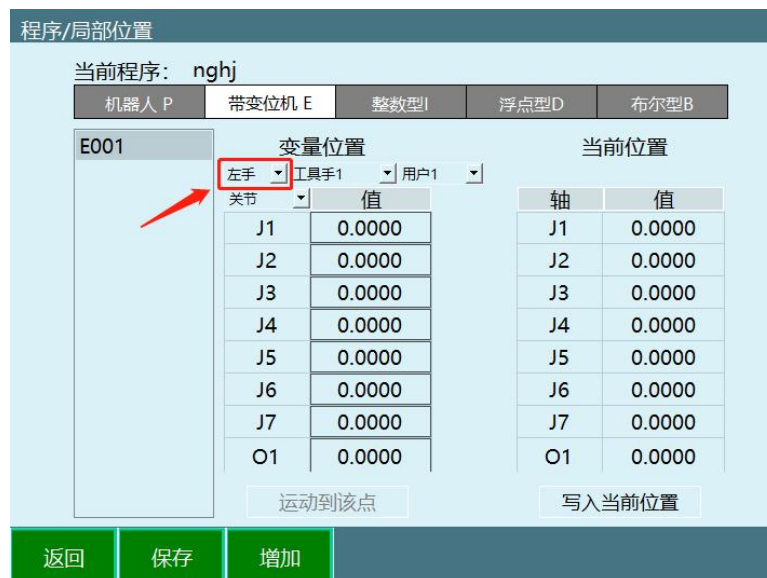 程序/局部位置
当前程序： nghj
机器人 P 带变位机 E 整数型I 浮点型D 布尔型B
E001 变量位置 当前位置
左手 工具手1 用户1
关节 值 轴 值
J1 0.0000 J1 0.0000
J2 0.0000 J2 0.0000
J3 0.0000 J3 0.0000
J4 0.0000 J4 0.0000
J5 0.0000 J5 0.0000
J6 0.0000 J6 0.0000
J7 0.0000 J7 0.0000
O1 0.0000 O1 0.0000
运动到该点 写入当前位置
返回 保存 增加